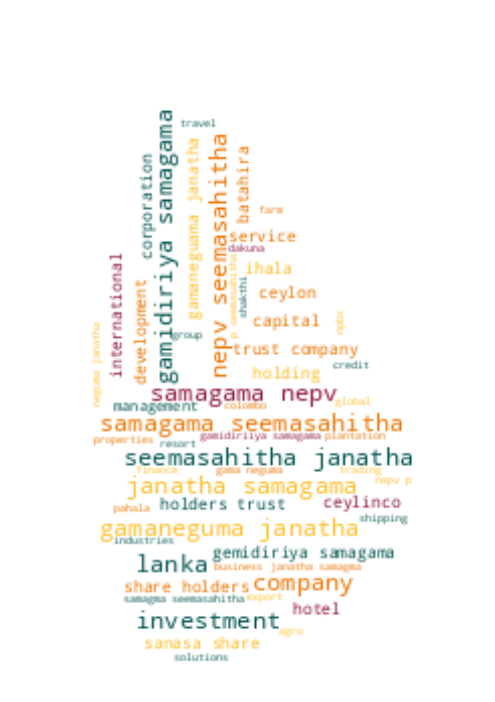 travel
gamidiriya samagama
corporation
gamaneguma janatha
nepv seemasahitha
batahira
farm
service
dakuna
international
development
p seemasahitha
ihala
shakthi
ceylon
npbs
capital
group
neguma janatha
trust company
credit
holding
samagama nepv
management
colombo
global
samagama seemasahitha
properties
resort
gamidiriiya samagama
plantation
seemasahitha janatha
finance
gama neguma
trading
nepv p
janatha samagama
pahala
holders trust
ceylinco
shipping
gamaneguma janatha
industries
gemidiriya samagama
lanka
business janatha samagma
share holders
company
samagma seemasahitha
export
hotel
investment
agro
sanasa share
solutions